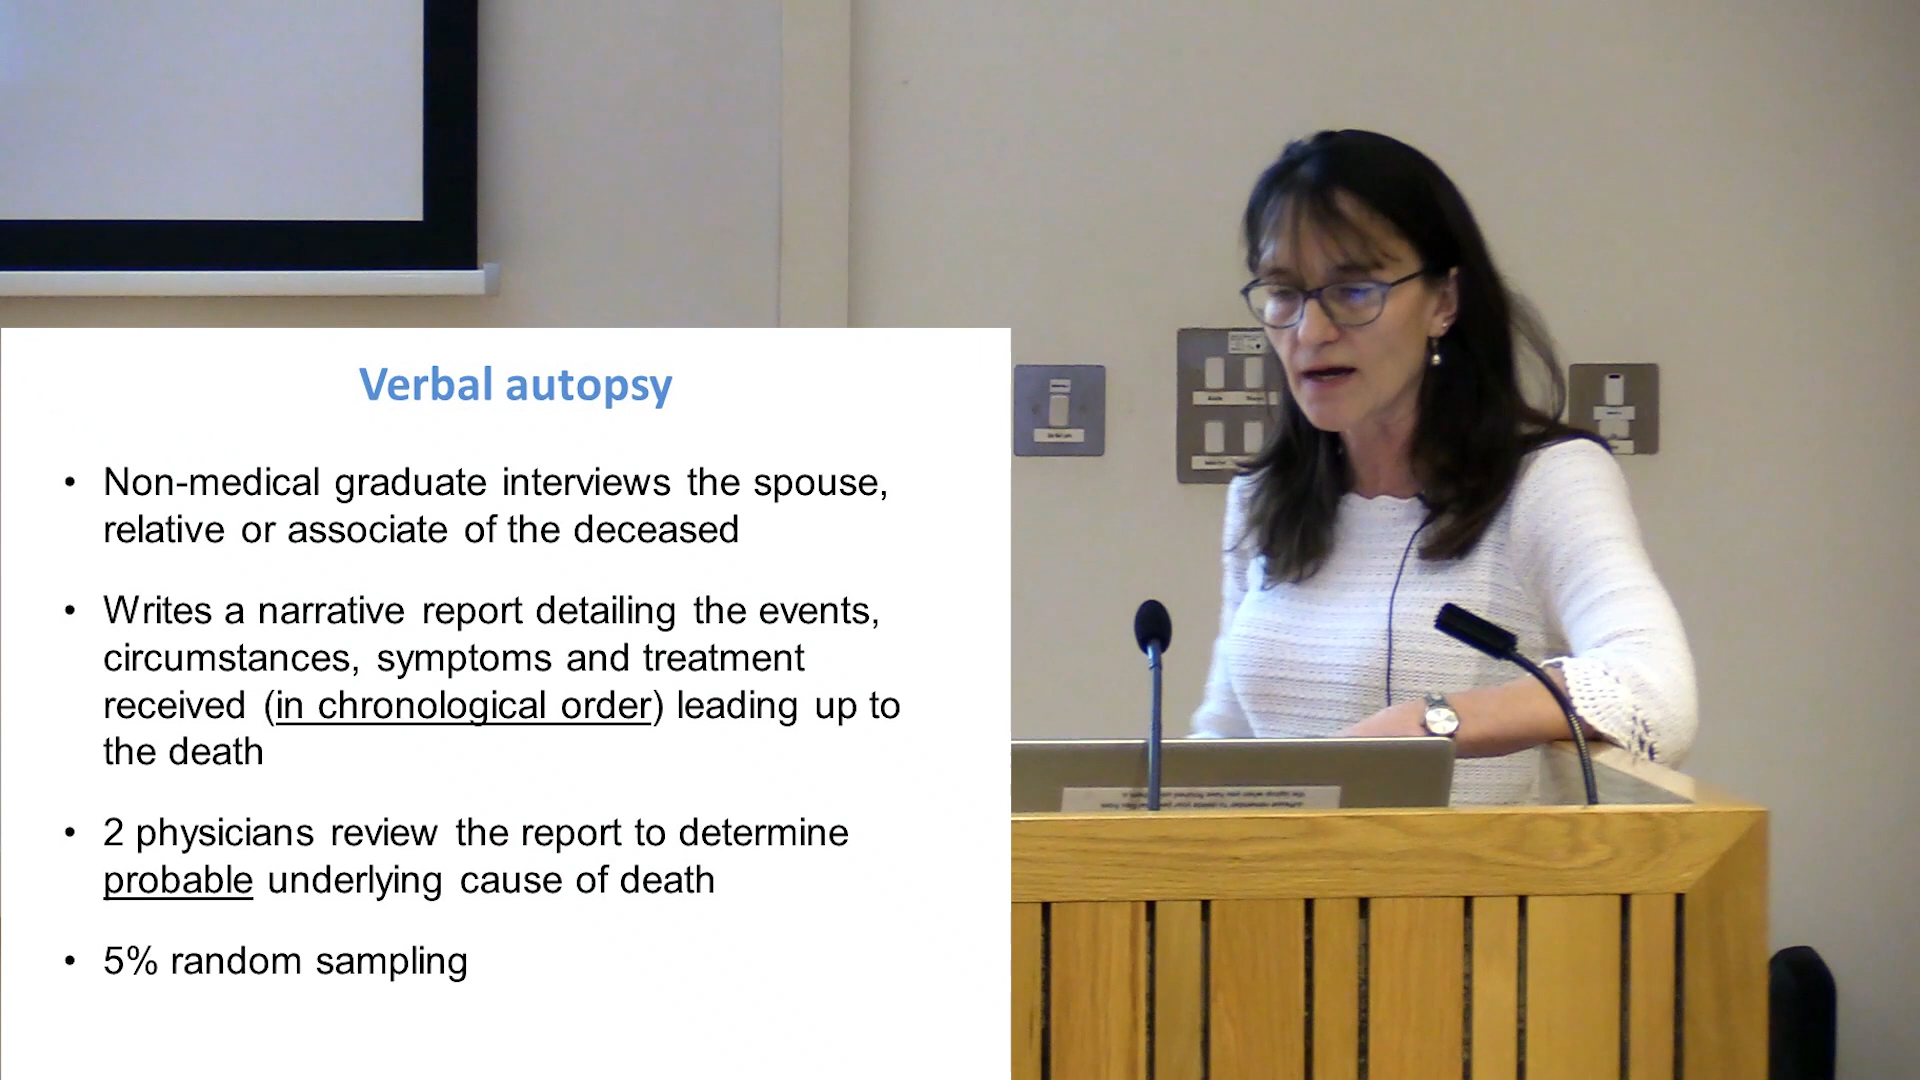 Verbal autopsy
• Non-medical graduate interviews the spouse,
relative or associate of the deceased
• Writes a narrative report detailing the events,
circumstances, symptoms and treatment
received (in chronological order) leading up to
the death
• 2 physicians review the report to determine
probable underlying cause of death
• 5% random sampling